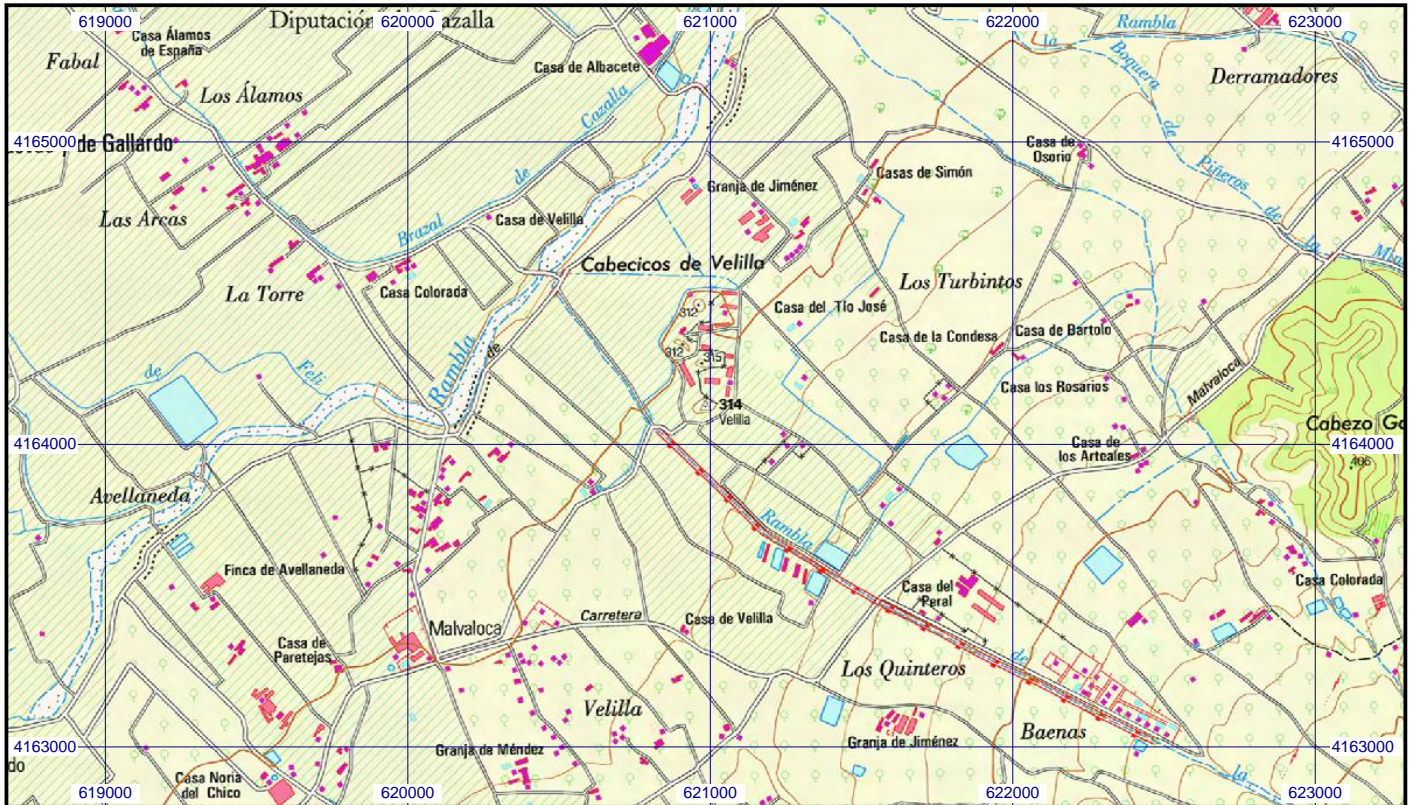 619000
620000
621000
622000
623000
Diputación
Cazalla
Rambla
la
Boquera
Casa Álamos
de España
Fabal
Casa de Albacete
Derramadores
Los Álamos
Cazalla
4165000
de Gallardo
4165000
Casa de
Osorio
de
Piñeros
de
Casas de Simón
de
Granja de Jiménez
Las Arcas
Brazal
Casa de Velilla
la
Cabecicos de Velilla
La Torre
Casa Colorada
Los Turbintos
Casa del Tío José
312
Casa de la Condesa
Casa de Bartolo
Rambla
de
312
315
de
Feli
Casa los Rosarios
Malvaloca
314
Velilla
Cabezo
4164000
4164000
Casa de
los Arteales
Avellaneda
Rambla
Finca de Avellaneda
Casa del
Peral
Casa Colorada
Malvaloca
Carretera
Casa de Velilla
Casa de
Paretejas
de
Los Quinteros
Velilla
Baenas
4163000
Granja de Méndez
Granja de Jiménez
4163000
do
Casa Noria
del Chico
la
619000
620000
621000
622000
623000